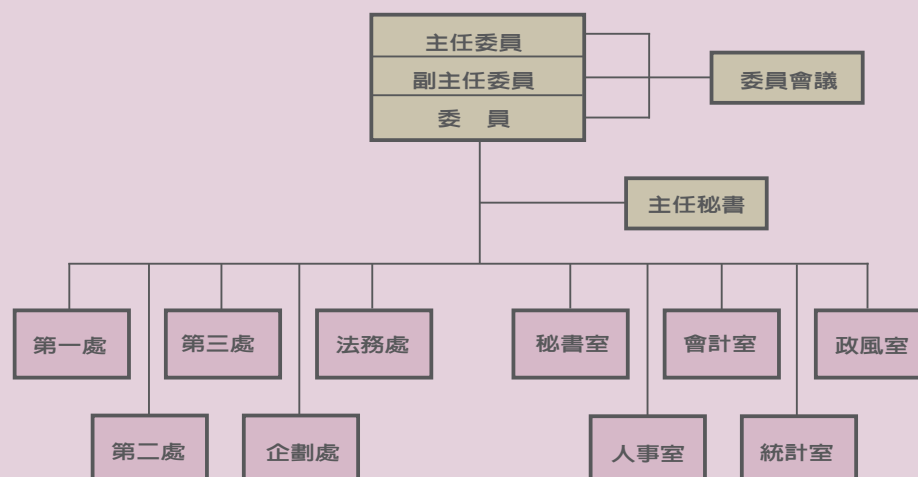 主任委員
副主任委員
委 員
委員會議
主任秘書
第一處
第三處
法務處
秘書室
會計室
政風室
第二處
企劃處
人事室
統計室